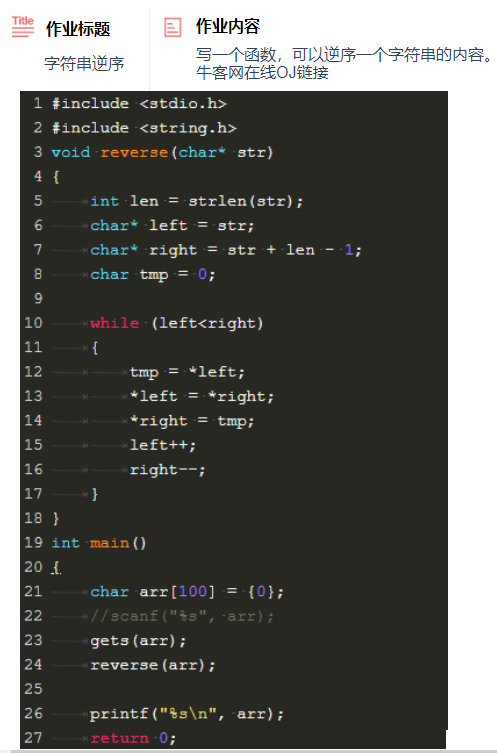 Title
作业标题
字符串逆序
作业内容
写一个函数，可以逆序一个字符串的内容。
牛客网在线OJ链接
1 #include <stdio.h>
2 #include <string.h>
3 void reverse(char* str)
4 {
5 int len = strlen(str);
6 char* left = str;
7 char* right = str + len - 1;
8 char tmp = 0;
9
10 while (left<right)
11 {
12 tmp = *left;
13 *left = *right;
14 *right = tmp;
15 left++;
16 right--;
17 }
18 }
19 int main()
20 {
21 char arr[100] = {0};
22 //scanf("%s", arr);
23 gets(arr);
24 reverse(arr);
25
26 printf("%s\n", arr);
27 return 0;